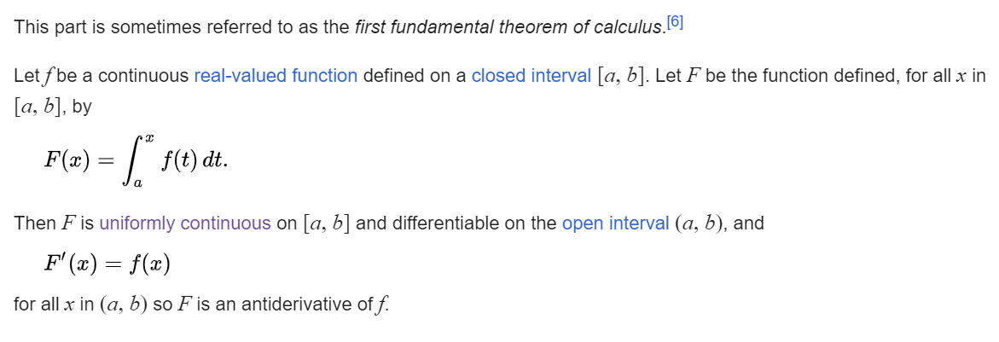 This part is sometimes referred to as the first fundamental theorem of calculus.[6]
Let f be a continuous real-valued function defined on a closed interval [a, b]. Let F be the function defined, for all x in
[a, b], by
F(x) = ∫ₐˣ f(t) dt.
Then F is uniformly continuous on [a, b] and differentiable on the open interval (a, b), and
F′(x) = f(x)
for all x in (a, b) so F is an antiderivative of f.